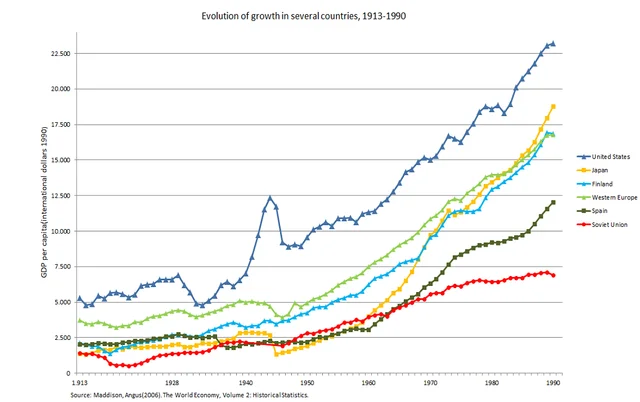 Evolution of growth in several countries, 1913-1990
GDP per capita(international dollars 1990)
22.500
20.000
17.500
15.000
12.500
10.000
7.500
5.000
2.500
0
1.913 1928 1940 1950 1960 1970 1980 1990
United States
Japan
Finland
Western Europe
Spain
Soviet Union
Source: Maddison, Angus(2006). The World Economy, Volume 2: Historical Statistics.